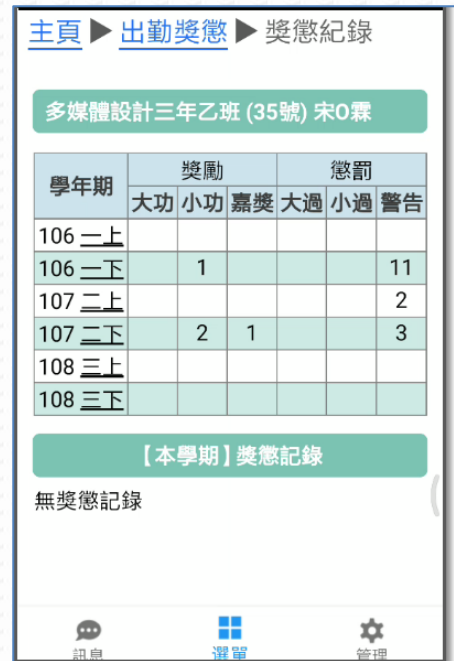 主頁 ▶ 出勤獎懲 ▶ 獎懲紀錄
多媒體設計三年乙班 (35號) 宋O霖
學年期 獎勵 懲罰
大功 小功 嘉獎 大過 小過 警告
106 一上
106 一下 1 11
107 二上 2
107 二下 2 1 3
108 三上
108 三下
【本學期】獎懲記錄
無獎懲記錄
訊息 選單 管理